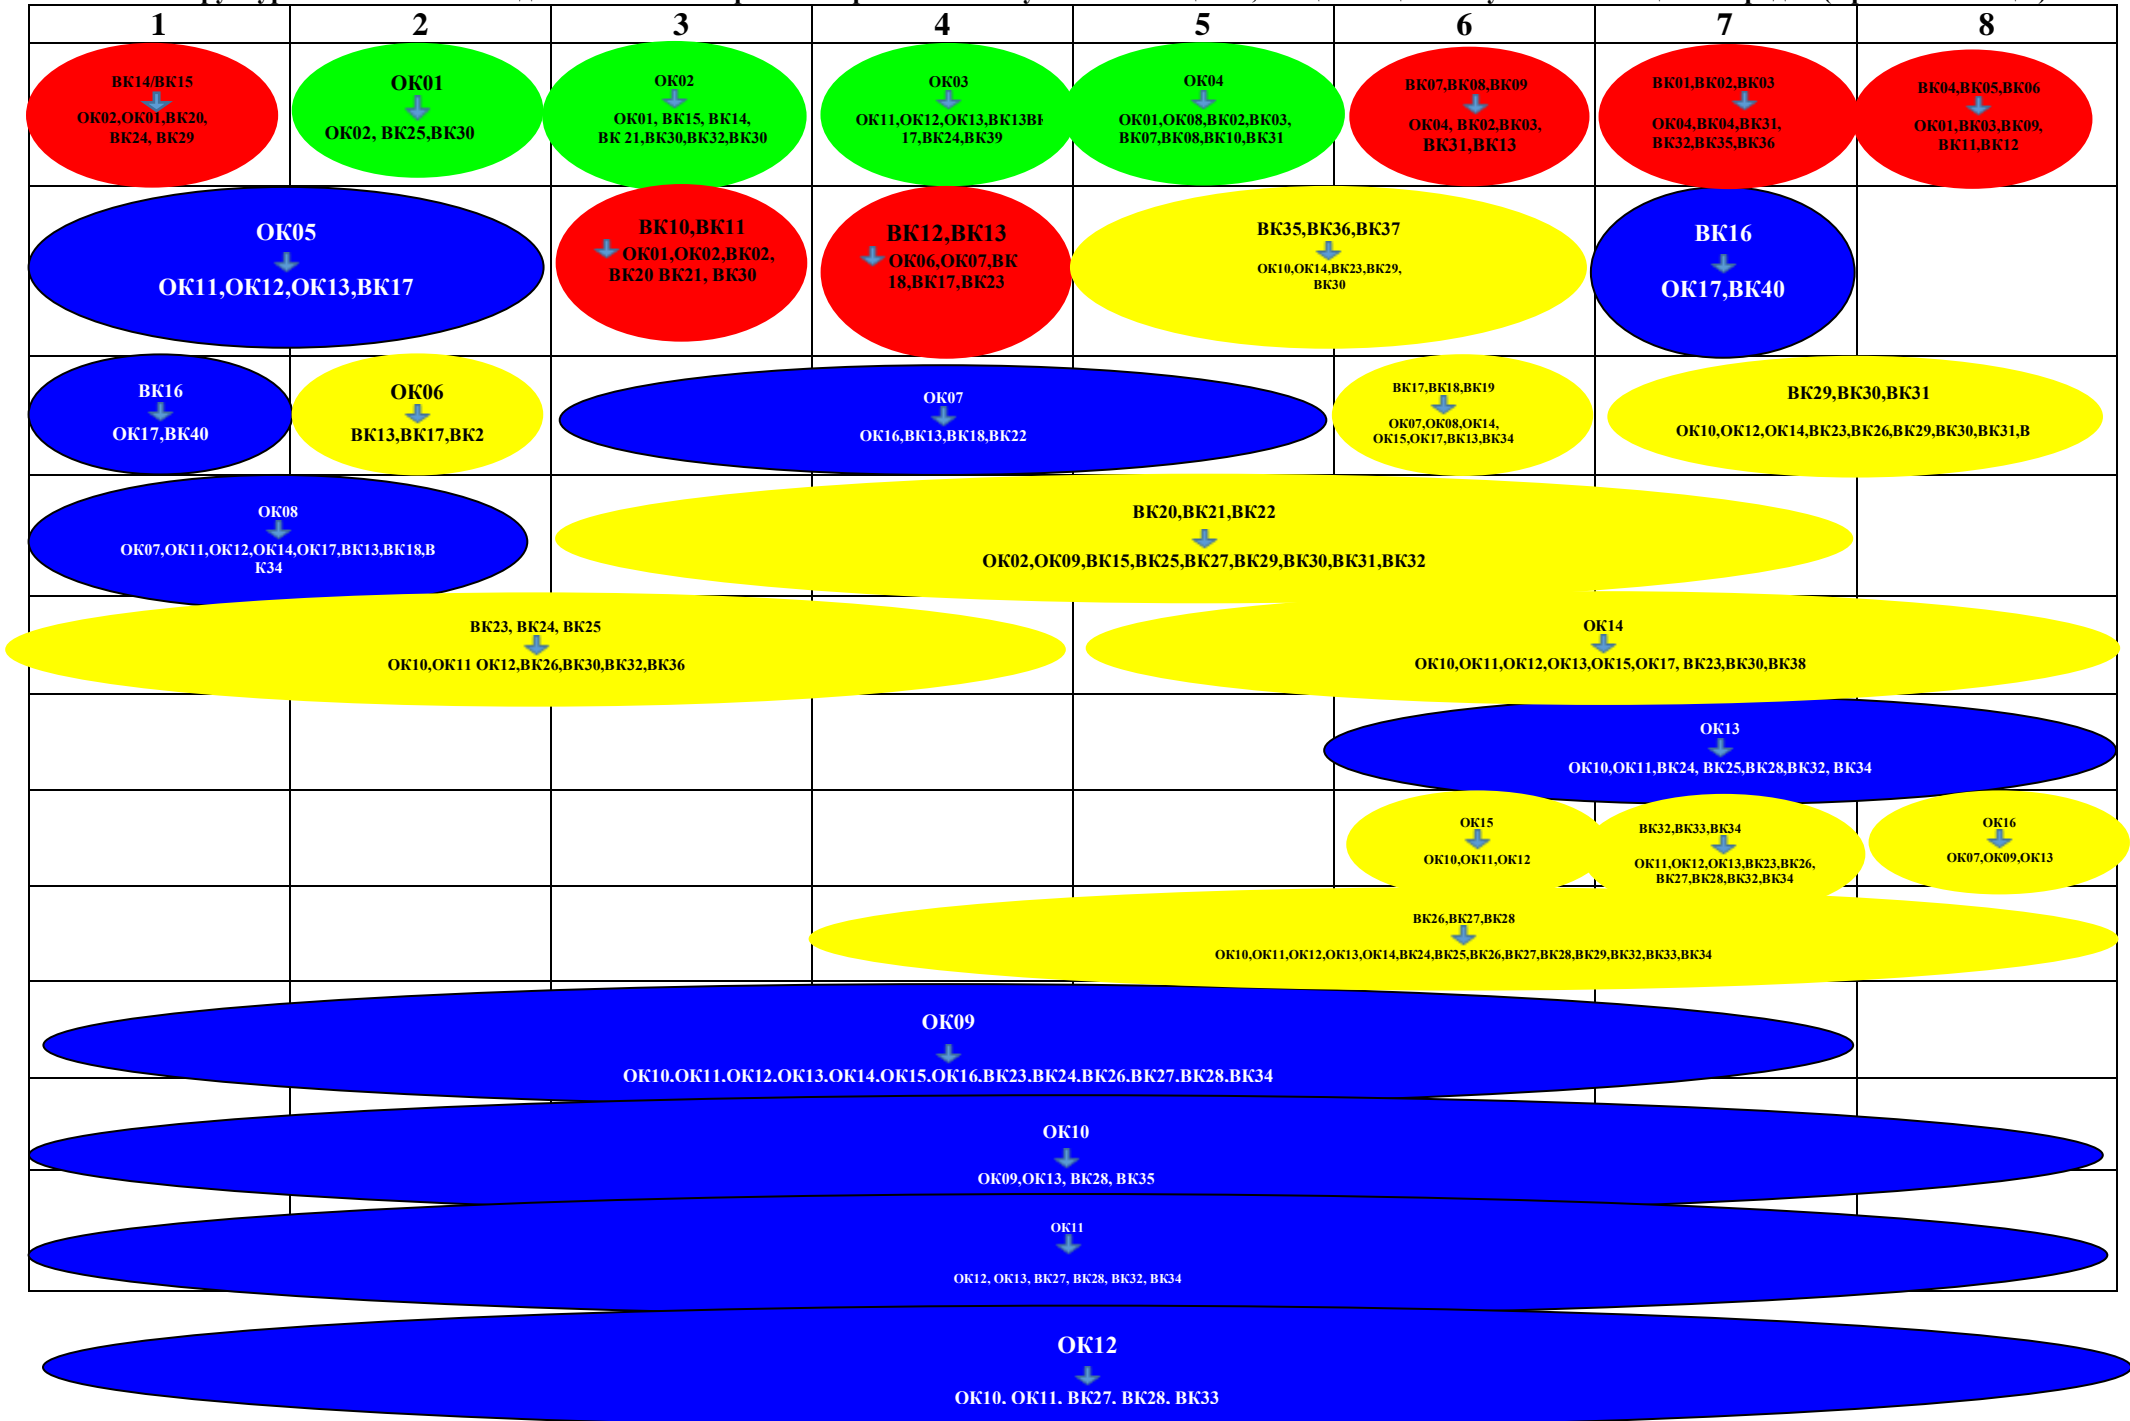 1 2 3 4 5 6 7 8
ВК14/ВК15
ОК02,ОК01,ВК20,
ВК24, ВК29
ОК01
ОК02, ВК25,ВК30
ОК02
ОК01, ВК15, ВК14,
ВК 21,ВК30,ВК32,ВК30
ОК03
ОК11,ОК12,ОК13,ВК13ВК
17,ВК24,ВК39
ОК04
ОК01,ОК08,ВК02,ВК03,
ВК07,ВК08,ВК10,ВК31
ВК07,ВК08,ВК09
ОК04, ВК02,ВК03,
ВК31,ВК13
ВК01,ВК02,ВК03
ОК04,ВК04,ВК31,
ВК32,ВК35,ВК36
ВК04,ВК05,ВК06
ОК01,ВК03,ВК09,
ВК11,ВК12
ОК05
ОК11,ОК12,ОК13,ВК17
ВК10,ВК11
ОК01,ОК02,ВК02,
ВК20 ВК21, ВК30
ВК12,ВК13
ОК06,ОК07,ВК
18,ВК17,ВК23
ВК35,ВК36,ВК37
ОК10,ОК14,ВК23,ВК29,
ВК30
ВК16
ОК17,ВК40
ВК16
ОК17,ВК40
ОК06
ВК13,ВК17,ВК2
ОК07
ОК16,ВК13,ВК18,ВК22
ВК17,ВК18,ВК19
ОК07,ОК08,ОК14,
ОК15,ОК17,ВК13,ВК34
ВК29,ВК30,ВК31
ОК10,ОК12,ОК14,ВК23,ВК26,ВК29,ВК30,ВК31,В
ОК08
ОК07,ОК11,ОК12,ОК14,ОК17,ВК13,ВК18,В
К34
ВК20,ВК21,ВК22
ОК02,ОК09,ВК15,ВК25,ВК27,ВК29,ВК30,ВК31,ВК32
ВК23, ВК24, ВК25
ОК10,ОК11 ОК12,ВК26,ВК30,ВК32,ВК36
ОК14
ОК10,ОК11,ОК12,ОК13,ОК15,ОК17, ВК23,ВК30,ВК38
ОК13
ОК10,ОК11,ВК24, ВК25,ВК28,ВК32, ВК34
ОК15
ОК10,ОК11,ОК12
ВК32,ВК33,ВК34
ОК11,ОК12,ОК13,ВК23,ВК26,
ВК27,ВК28,ВК32,ВК34
ОК16
ОК07,ОК09,ОК13
ВК26,ВК27,ВК28
ОК10,ОК11,ОК12,ОК13,ОК14,ВК24,ВК25,ВК26,ВК27,ВК28,ВК29,ВК32,ВК33,ВК34
ОК09
ОК10,ОК11,ОК12,ОК13,ОК14,ОК15,ОК16,ВК23,ВК24,ВК26,ВК27,ВК28,ВК34
ОК10
ОК09,ОК13, ВК28, ВК35
ОК11
ОК12, ОК13, ВК27, ВК28, ВК32, ВК34
ОК12
ОК10, ОК11, ВК27, ВК28, ВК33